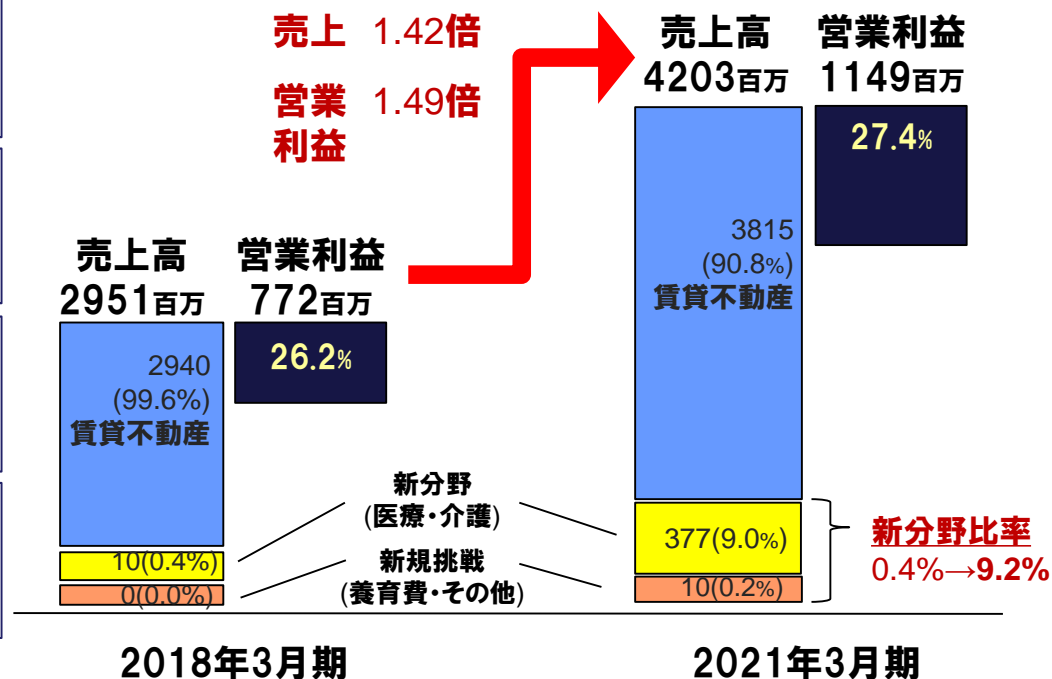 売上 1.42倍
営業 1.49倍
利益
売上高 営業利益
4203百万 1149百万
27.4%
3815
(90.8%)
賃貸不動産
売上高 営業利益
2951百万 772百万
26.2%
2940
(99.6%)
賃貸不動産
新分野
(医療・介護)
10(0.4%)
377(9.0%)
新規挑戦
(養育費・その他)
0(0.0%)
10(0.2%)
新分野比率
0.4%→9.2%
2018年3月期 2021年3月期